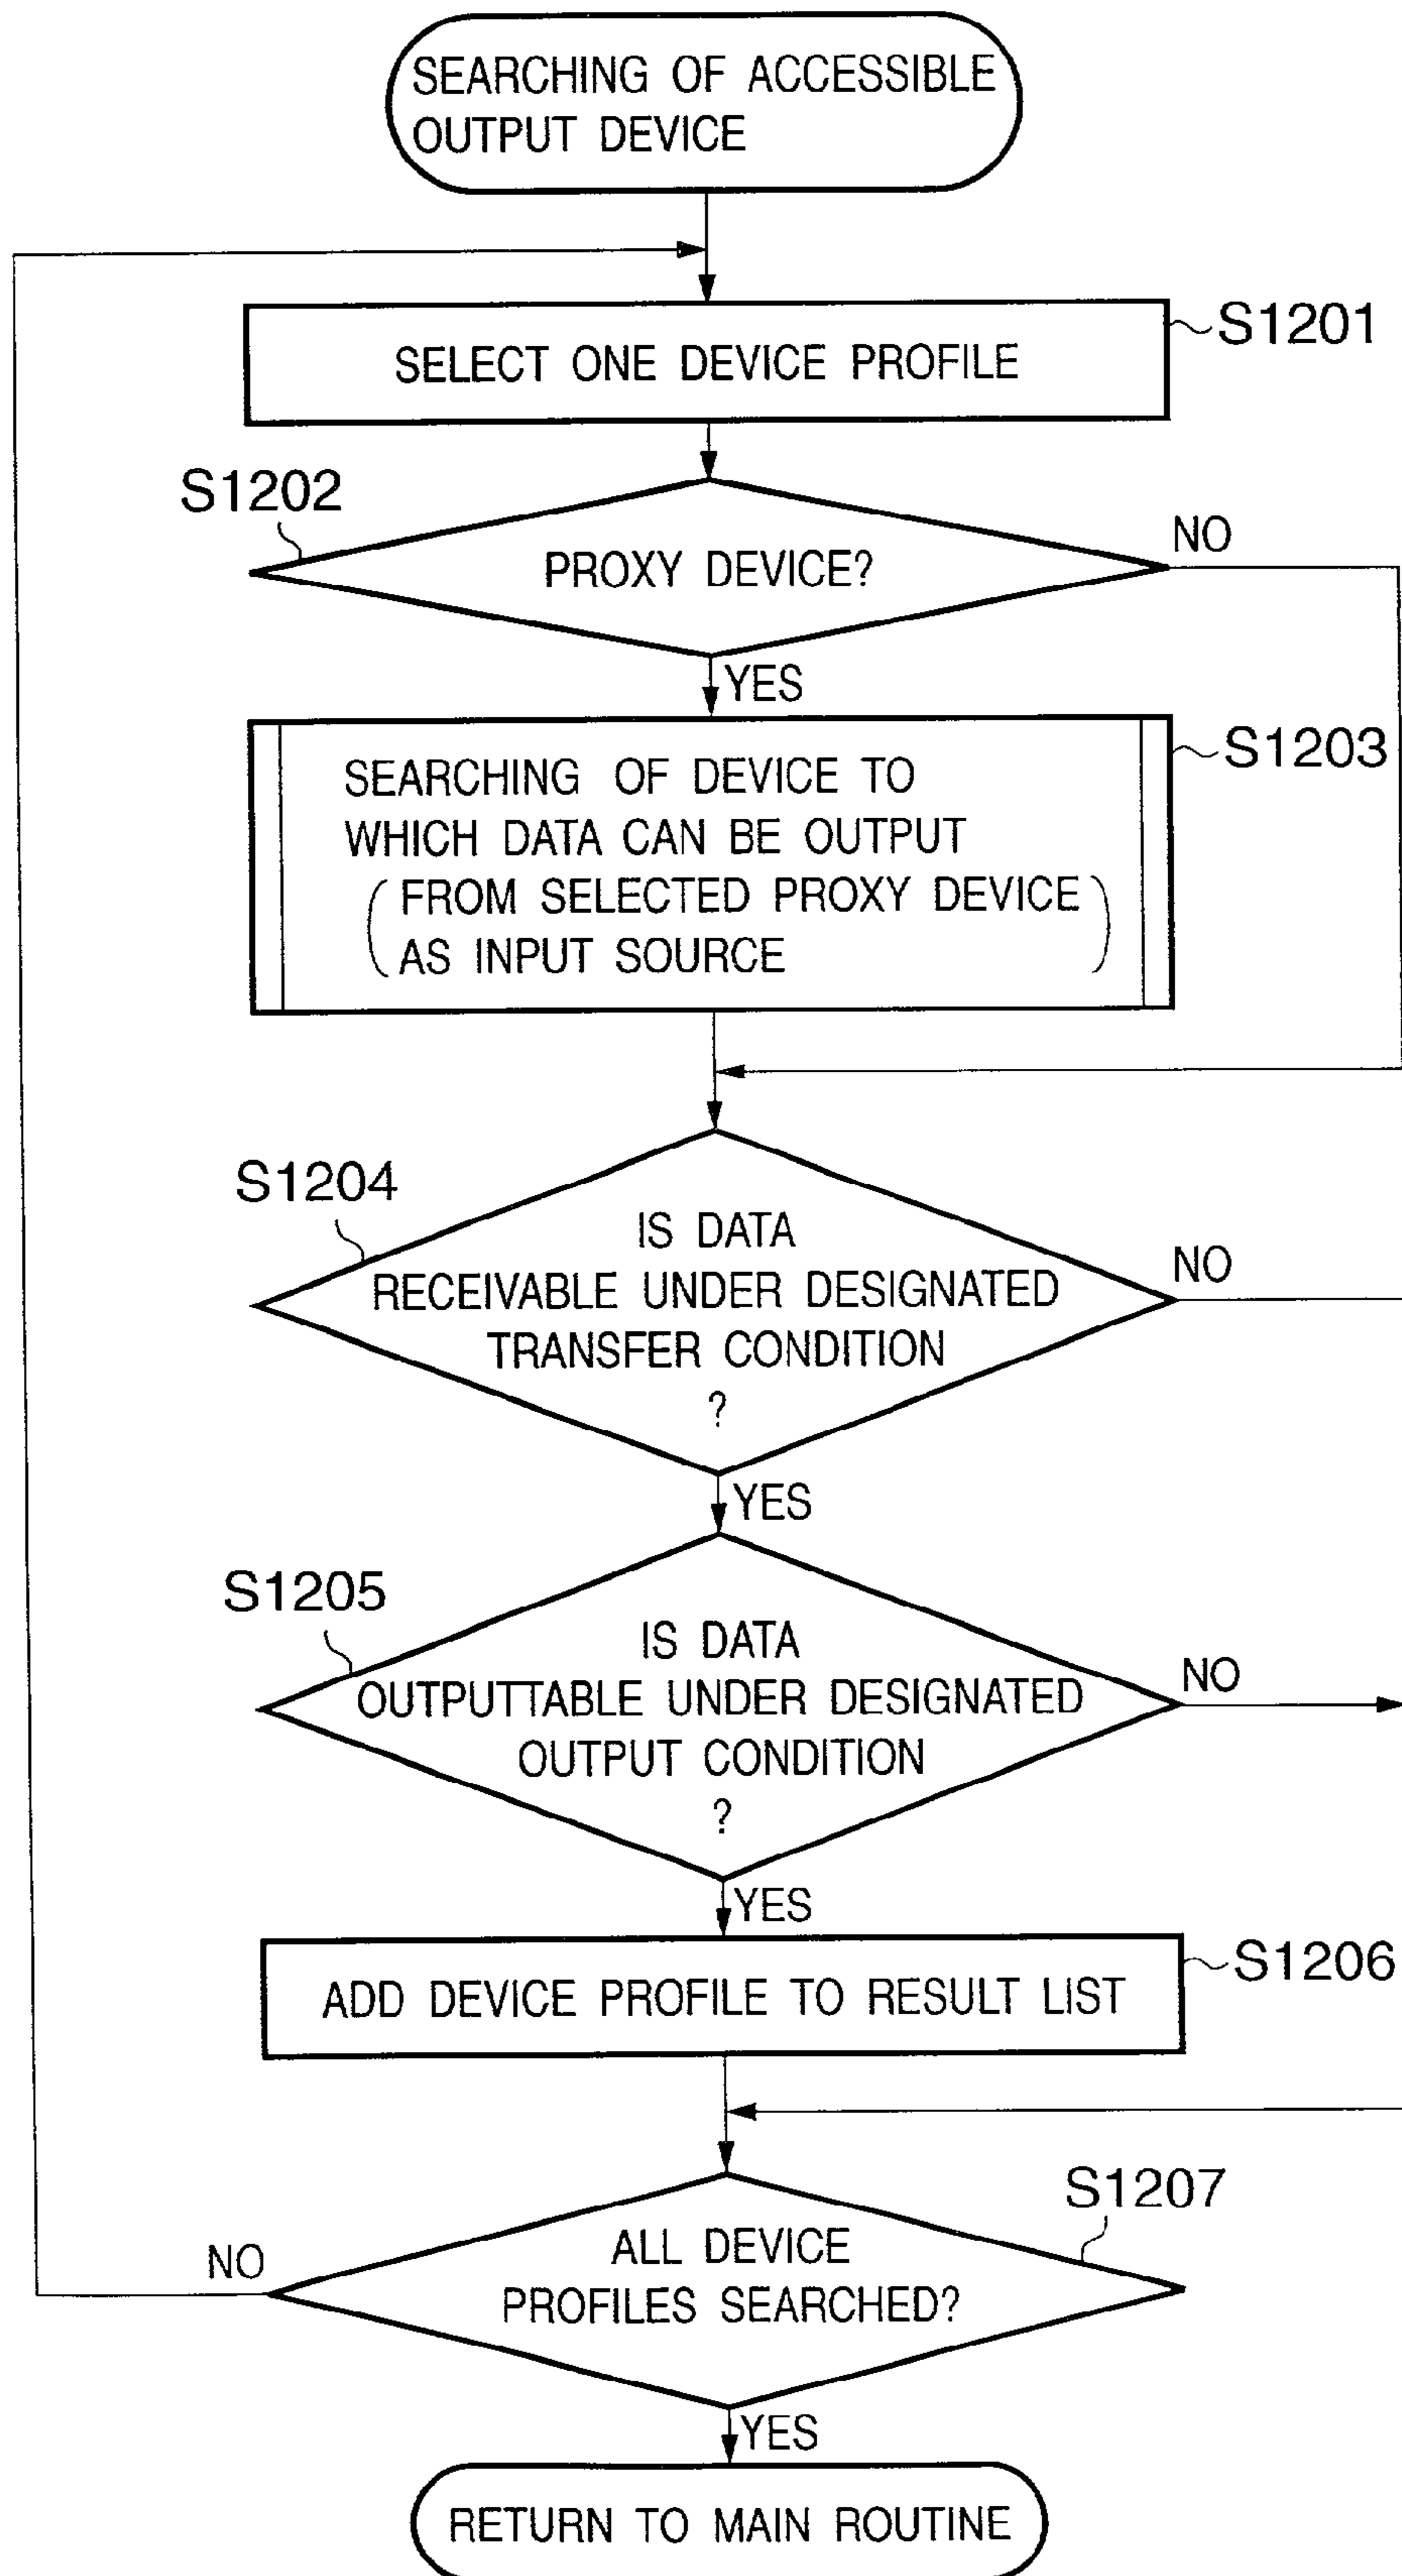 SEARCHING OF ACCESSIBLE
OUTPUT DEVICE
S1201
SELECT ONE DEVICE PROFILE
S1202
NO
PROXY DEVICE?
YES
S1203
SEARCHING OF DEVICE TO
WHICH DATA CAN BE OUTPUT
(FROM SELECTED PROXY DEVICE
AS INPUT SOURCE)
S1204
IS DATA
RECEIVABLE UNDER DESIGNATED
TRANSFER CONDITION
?
NO
YES
S1205
IS DATA
OUTPUTTABLE UNDER DESIGNATED
OUTPUT CONDITION
?
NO
YES
S1206
ADD DEVICE PROFILE TO RESULT LIST
S1207
ALL DEVICE
PROFILES SEARCHED?
NO
YES
RETURN TO MAIN ROUTINE